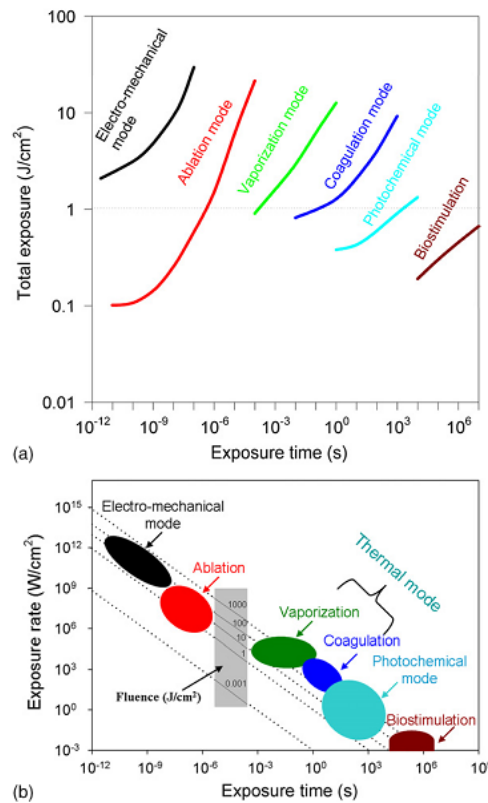 100
10
1
0.1
0.01
Total exposure (J/cm²)
Electro-mechanical
mode
Ablation mode
Vaporization mode
Coagulation mode
Photochemical mode
Biostimulation
10⁻¹² 10⁻⁹ 10⁻⁶ 10⁻³ 10⁰ 10³ 10⁶
(a)
Exposure time (s)
10¹⁵
10¹²
10⁹
10⁶
10³
10⁰
10⁻³
Exposure rate (W/cm²)
Electro-mechanical
mode
Ablation
Thermal mode
1000
100
10
1
0.001
Vaporization
Coagulation
Photochemical
mode
Fluence (J/cm²)
Biostimulation
10⁻¹² 10⁻⁹ 10⁻⁶ 10⁻³ 10⁰ 10³ 10⁶
(b)
Exposure time (s)